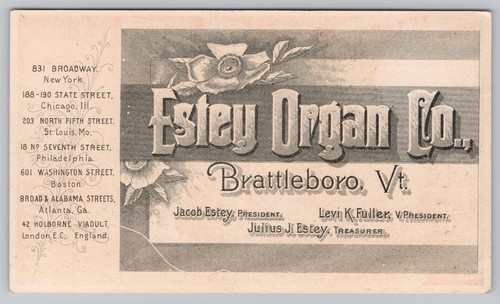 831 BROADWAY,
New York.
188-190 STATE STREET,
Chicago, Ill.
203 NORTH FIFTH STREET,
St. Louis, Mo.
18 Nº SEVENTH STREET,
Philadelphia.
601 WASHINGTON STREET,
Boston
BROAD & ALABAMA STREETS,
Atlanta, Ga.
42 HOLBORNE VIADULT,
London E.C. England.
Estey Organ Co.,
Brattleboro, Vt.
Jacob Estey, PRESIDENT. Levi K. Fuller, V. PRESIDENT.
Julius J. Estey, TREASURER.